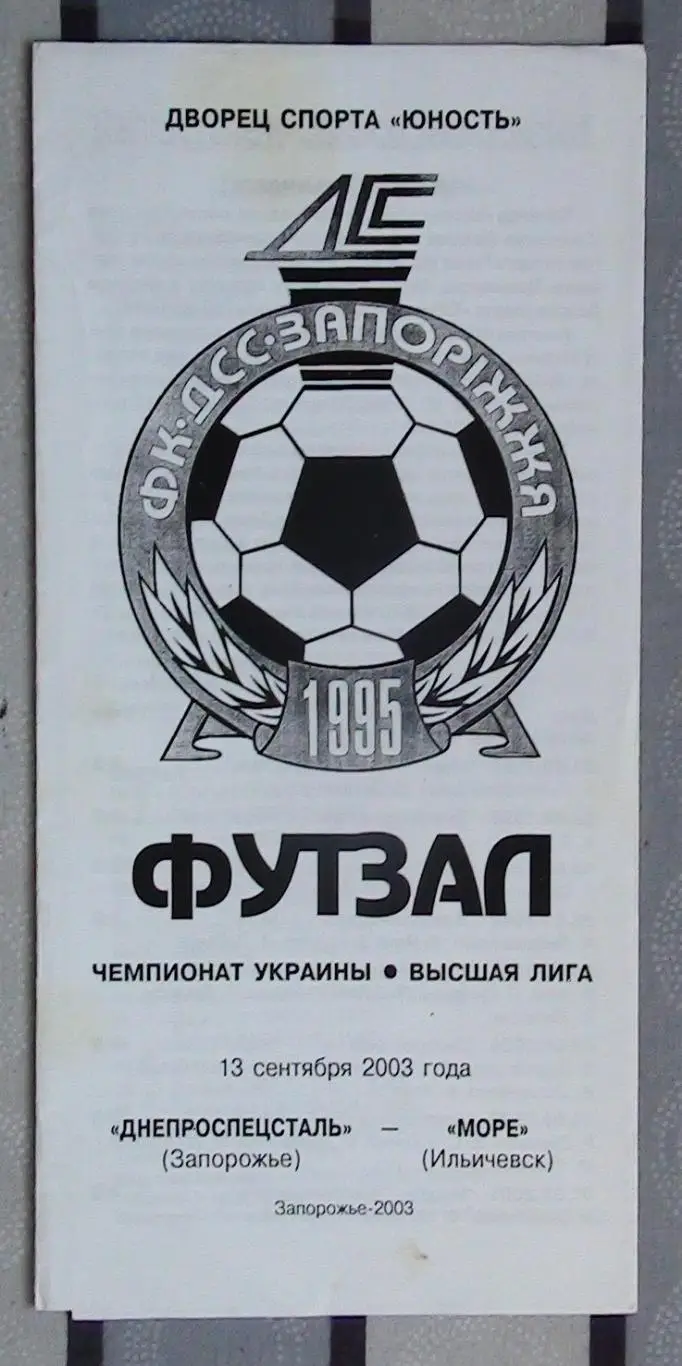 ДВОРЕЦ СПОРТА «ЮНОСТЬ»
ДСС
ФК·ДСС·ЗАПОРІЖЖЯ
1995
ФУТЗАЛ
ЧЕМПИОНАТ УКРАИНЫ ● ВЫСШАЯ ЛИГА
13 сентября 2003 года
«ДНЕПРОСПЕЦСТАЛЬ» – «МОРЕ»
(Запорожье) (Ильичевск)
Запорожье-2003